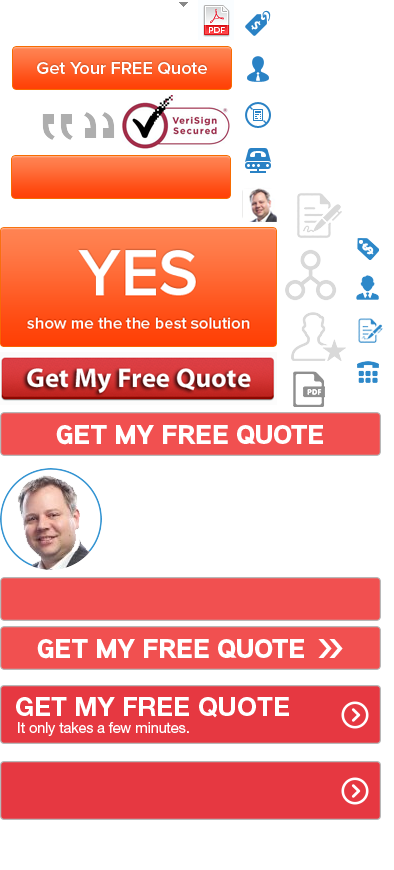 PDF
Get Your FREE Quote
VeriSign
Secured
YES
show me the the best solution
Get My Free Quote
PDF
GET MY FREE QUOTE
GET MY FREE QUOTE
GET MY FREE QUOTE
It only takes a few minutes.